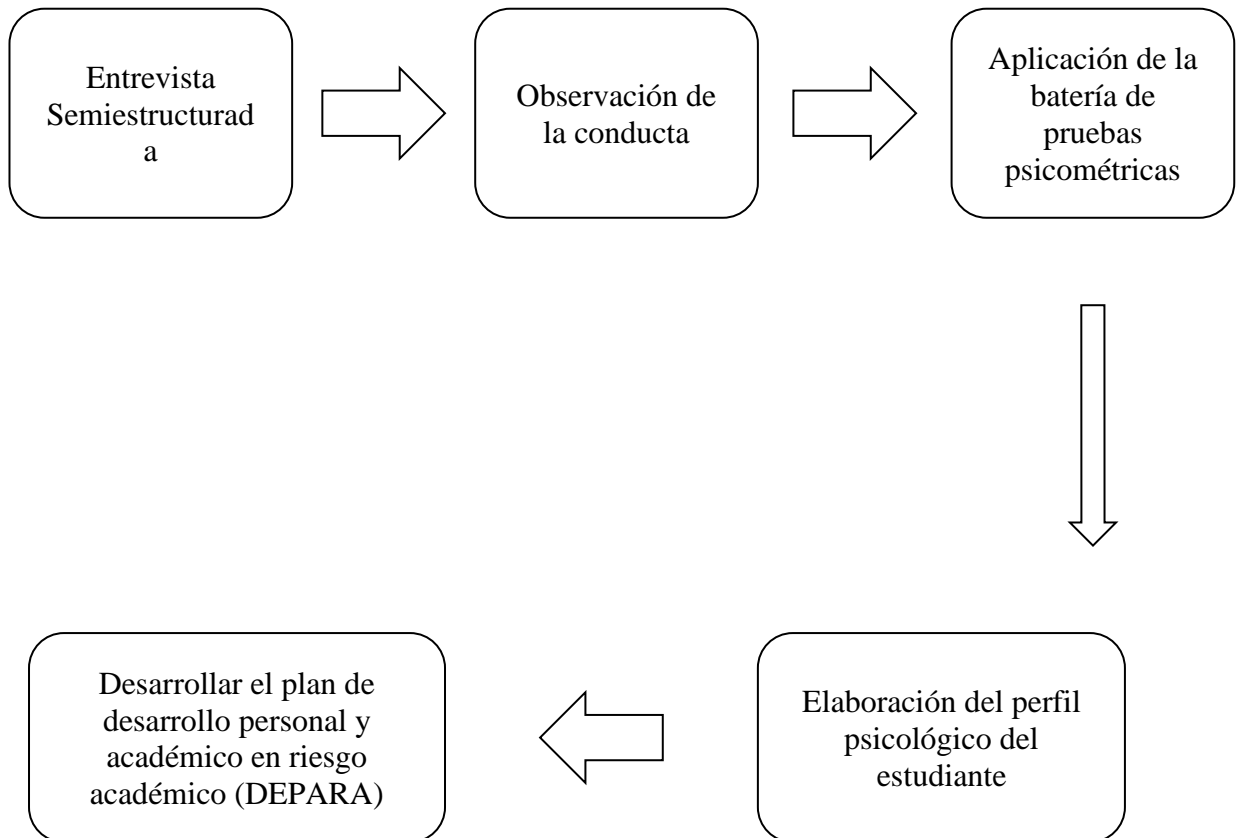 Entrevista
Semiestructurad
a
Observación de
la conducta
Aplicación de la
batería de
pruebas
psicométricas
Elaboración del perfil
psicológico del
estudiante
Desarrollar el plan de
desarrollo personal y
académico en riesgo
académico (DEPARA)